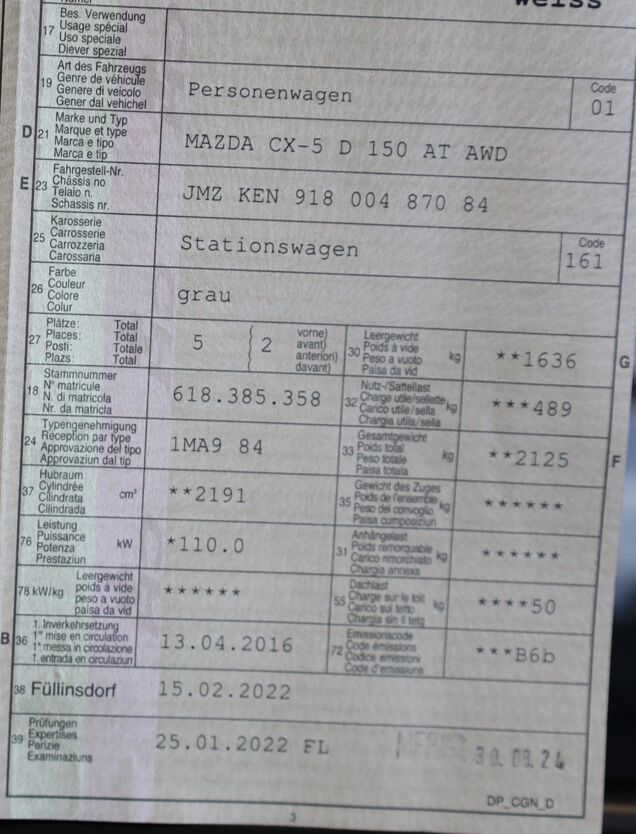 weiss
17 Bes. Verwendung
Usage spécial
Uso speciale
Diever spezial
19 Art des Fahrzeugs
Genre de véhicule
Genere di veicolo
Gener dal vehichel
Personenwagen
Code
01
D 21 Marke und Typ
Marque et type
Marca e tipo
Marca e tip
MAZDA CX-5 D 150 AT AWD
E 23 Fahrgestell-Nr.
Châssis no
Telaio n.
Schassis nr.
JMZ KEN 918 004 870 84
25 Karosserie
Carrosserie
Carrozzeria
Carossaria
Stationswagen
Code
161
26 Farbe
Couleur
Colore
Colur
grau
27 Plätze: Total
Places: Total
Posti: Totale
Plazs: Total
5
2
vorne)
avant)
anteriori)
davant)
30 Leergewicht
Poids à vide
Peso a vuoto
Paisa da vid
kg
**1636
G
18 Stammnummer
N° matricule
N. di matricola
Nr. da matricla
618.385.358
32 Nutz-/Sattellast
Charge utile/sellette
Carico utile/sella
Chargia utila/sella
kg
***489
24 Typengenehmigung
Réception par type
Approvazione del tipo
Approvaziun dal tip
1MA9 84
33 Gesamtgewicht
Poids total
Peso totale
Paisa totala
kg
**2125
F
37 Hubraum
Cylindrée
Cilindrata
Cilindrada
cm³
**2191
35 Gewicht des Zuges
Poids de l'ensemble
Peso del convoglio
Paisa cumposiziun
kg
******
76 Leistung
Puissance
Potenza
Prestaziun
kW
*110.0
31 Anhängelast
Poids remorquable
Carico rimorchiato
Chargia annexa
kg
******
78 kW/kg
Leergewicht
poids à vide
peso a vuoto
paisa da vid
******
55 Dachlast
Charge sur le toit
Carico sul tetto
Chargia sin il tetg
kg
****50
B 36 1. Inverkehrsetzung
1re mise en circulation
1a messa in circolazione
1. entrada en circulaziun
13.04.2016
72 Emissionscode
Code émissions
Codice emissioni
Code d'emissiuns
***B6b
38 Füllinsdorf
15.02.2022
39 Prüfungen
Expertises
Perizie
Examinaziuns
25.01.2022 FL
30.09.24
DP_CGN_D
3